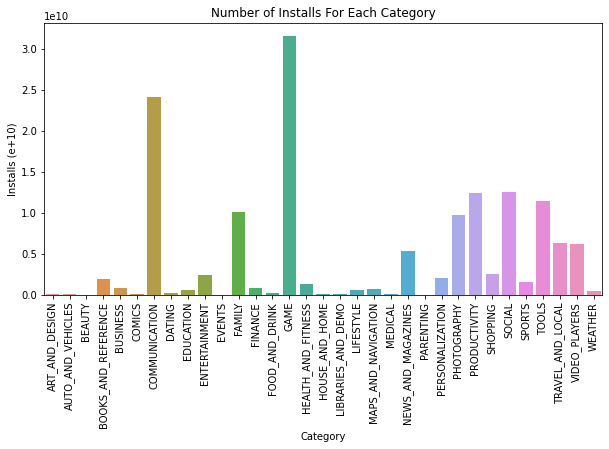 Number of Installs For Each Category
1e10
Installs (e+10)
3.0
2.5
2.0
1.5
1.0
0.5
0.0
ART_AND_DESIGN
AUTO_AND_VEHICLES
BEAUTY
BOOKS_AND_REFERENCE
BUSINESS
COMICS
COMMUNICATION
DATING
EDUCATION
ENTERTAINMENT
EVENTS
FAMILY
FINANCE
FOOD_AND_DRINK
GAME
HEALTH_AND_FITNESS
HOUSE_AND_HOME
LIBRARIES_AND_DEMO
LIFESTYLE
MAPS_AND_NAVIGATION
MEDICAL
NEWS_AND_MAGAZINES
PARENTING
PERSONALIZATION
PHOTOGRAPHY
PRODUCTIVITY
SHOPPING
SOCIAL
SPORTS
TOOLS
TRAVEL_AND_LOCAL
VIDEO_PLAYERS
WEATHER
Category